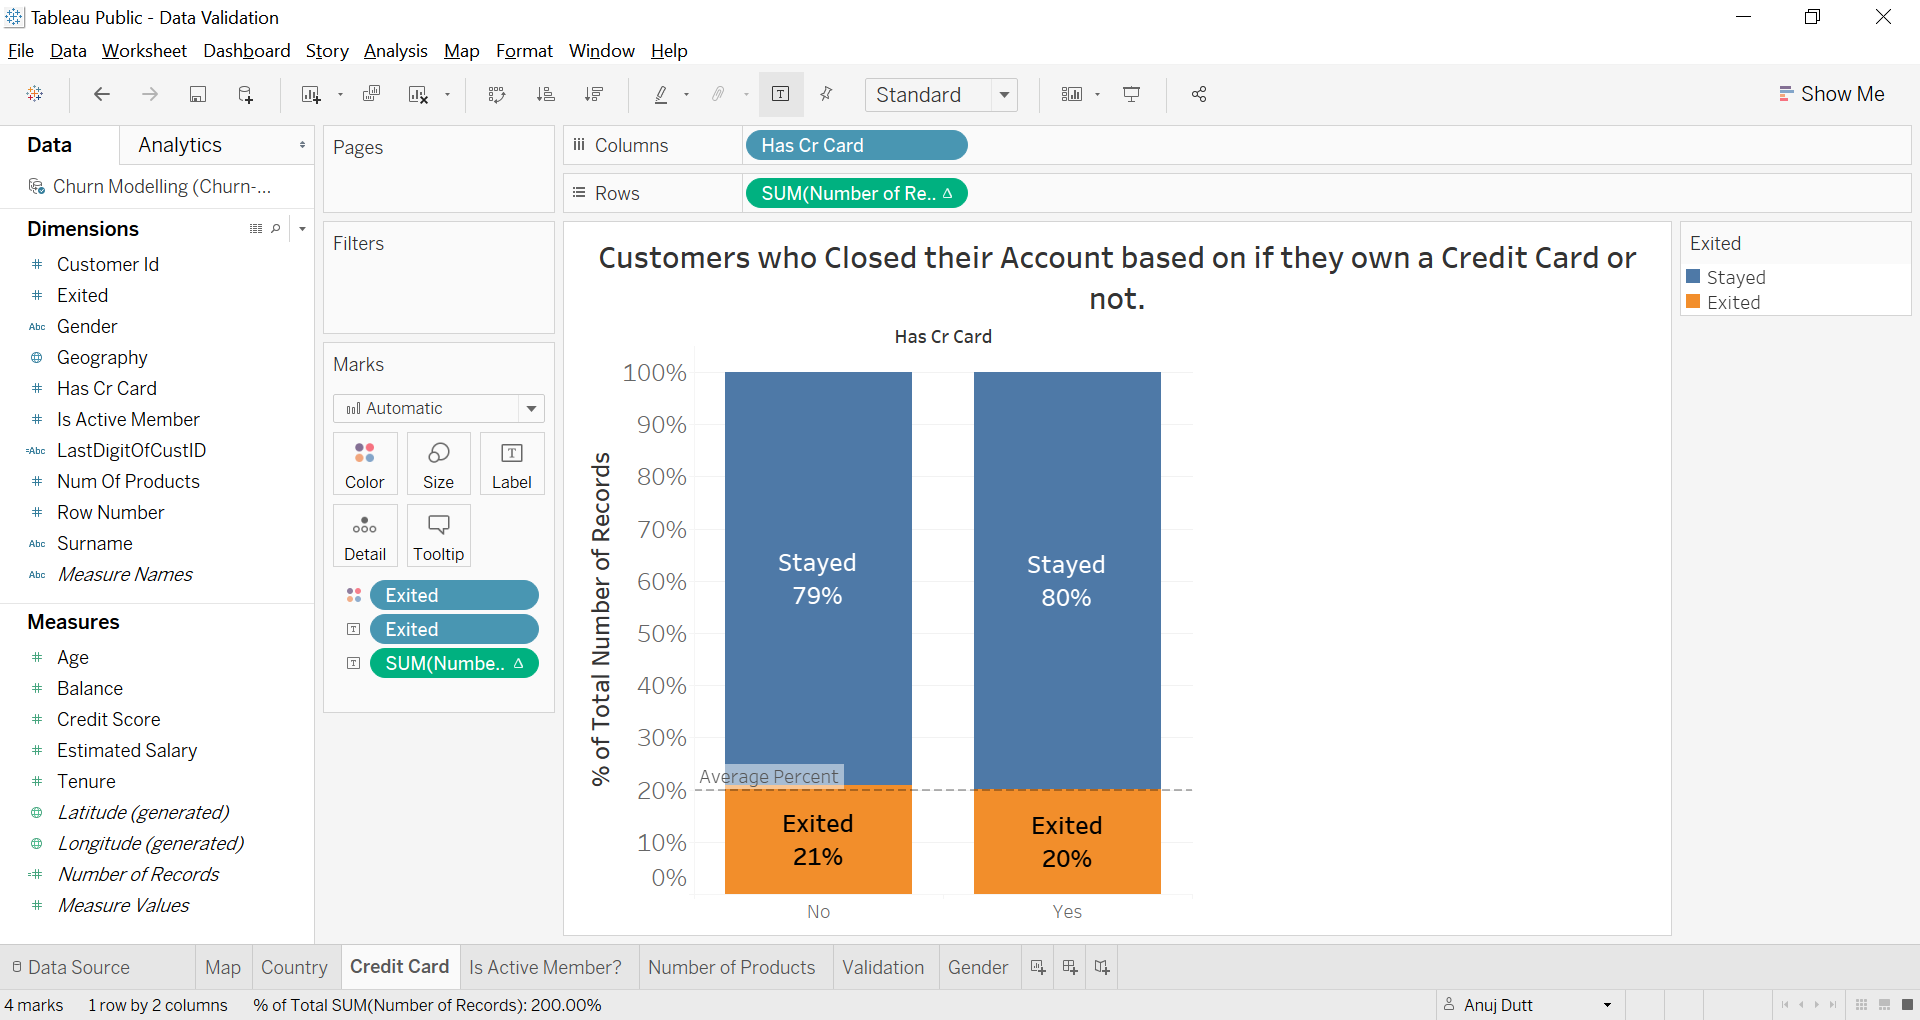 Tableau Public - Data Validation
File Data Worksheet Dashboard Story Analysis Map Format Window Help
Standard
Show Me
Data
Analytics
Churn Modelling (Churn-...
Dimensions
# Customer Id
# Exited
Abc Gender
Geography
# Has Cr Card
# Is Active Member
=Abc LastDigitOfCustID
# Num Of Products
# Row Number
Abc Surname
Abc Measure Names
Measures
# Age
# Balance
# Credit Score
# Estimated Salary
# Tenure
Latitude (generated)
Longitude (generated)
=# Number of Records
# Measure Values
Pages
Filters
Marks
Automatic
Color Size Label
Detail Tooltip
Exited
Exited
SUM(Numbe.. Δ
Columns
Has Cr Card
Rows
SUM(Number of Re.. Δ
Customers who Closed their Account based on if they own a Credit Card or
not.
Has Cr Card
% of Total Number of Records
100%
90%
80%
70%
60%
50%
40%
30%
20%
10%
0%
Stayed
79%
Stayed
80%
Average Percent
Exited
21%
Exited
20%
No
Yes
Exited
Stayed
Exited
Data Source Map Country Credit Card Is Active Member? Number of Products Validation Gender
4 marks 1 row by 2 columns % of Total SUM(Number of Records): 200.00%
Anuj Dutt